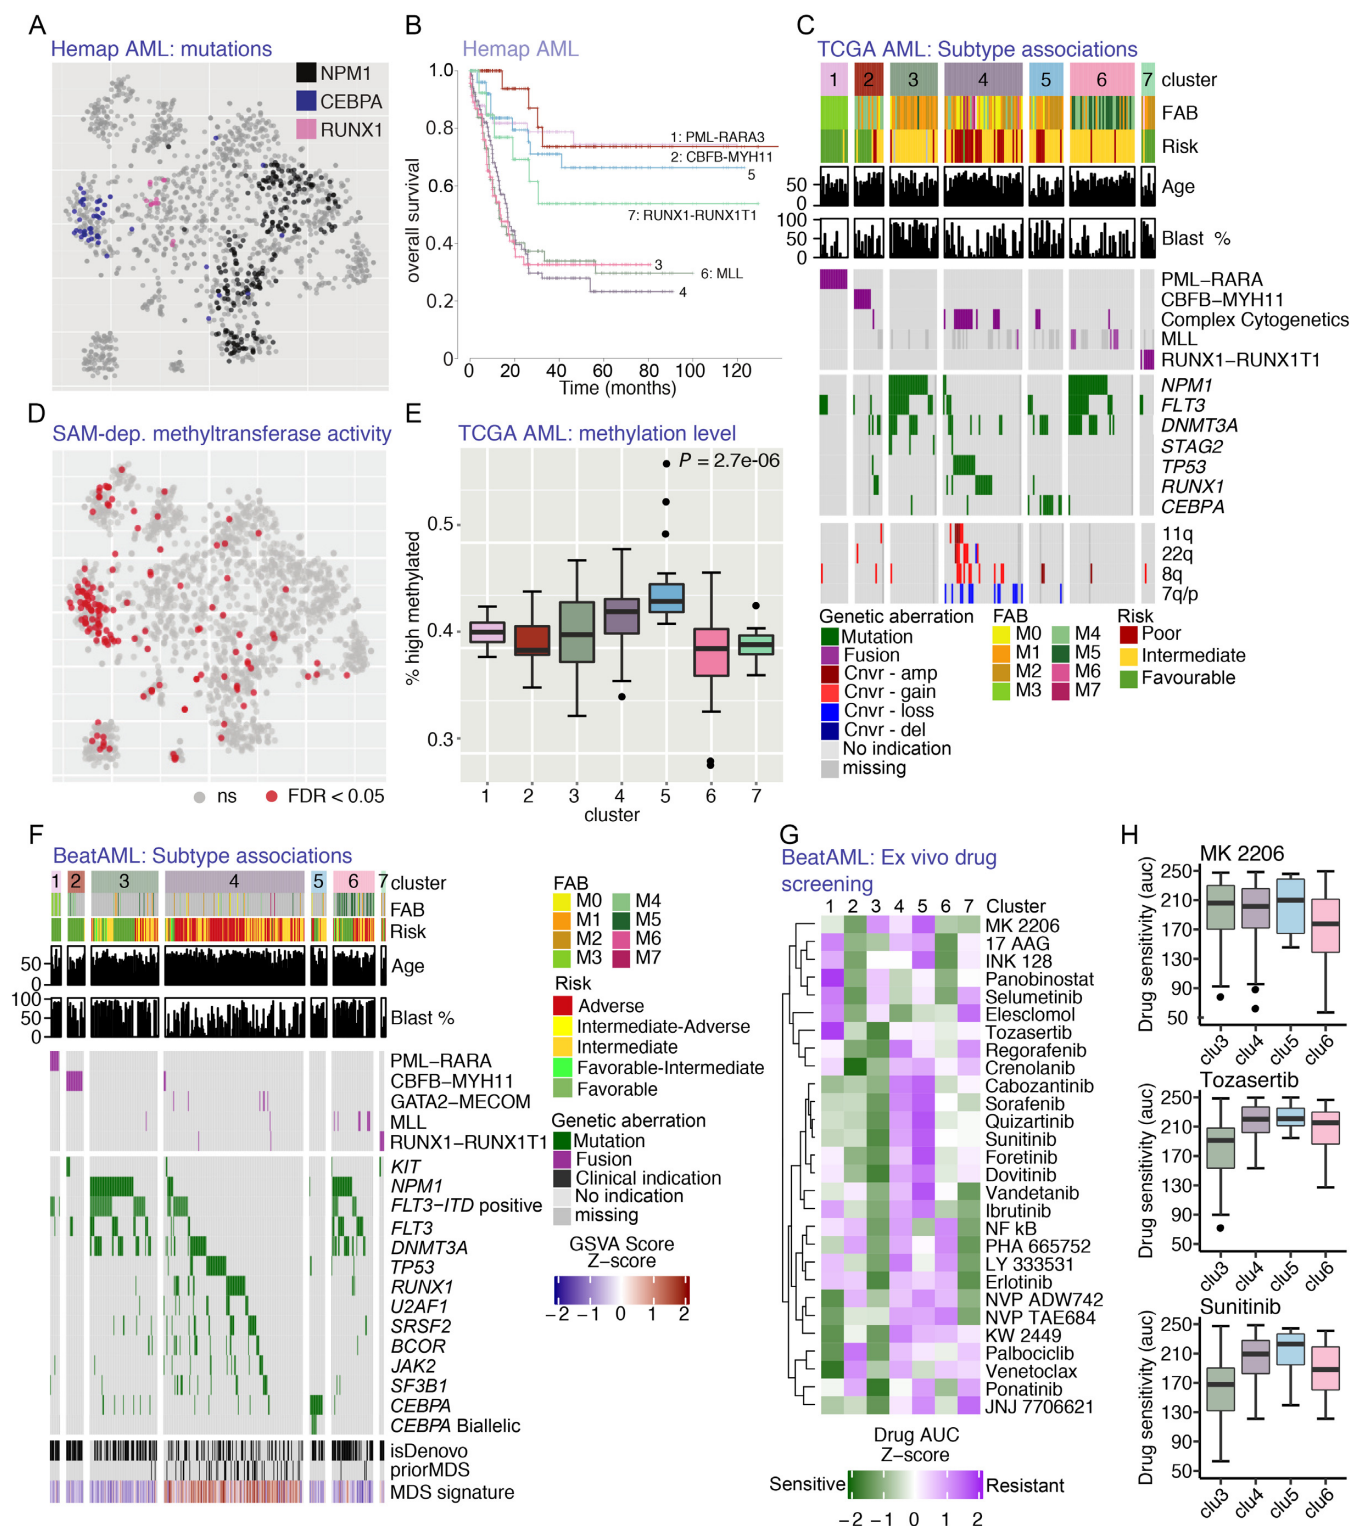 A
Hemap AML: mutations
NPM1
CEBPA
RUNX1
B
Hemap AML
1.0
0.8
0.6
0.4
0.2
0
overall survival
1: PML-RARA3
2: CBFB-MYH11
5
7: RUNX1-RUNX1T1
3
6: MLL
4
0 20 40 60 80 100 120
Time (months)
C
TCGA AML: Subtype associations
1 2 3 4 5 6 7 cluster
FAB
Risk
50
0
Age
100
50
0
Blast %
PML−RARA
CBFB−MYH11
Complex Cytogenetics
MLL
RUNX1−RUNX1T1
NPM1
FLT3
DNMT3A
STAG2
TP53
RUNX1
CEBPA
11q
22q
8q
7q/p
Genetic aberration
Mutation
Fusion
Cnvr - amp
Cnvr - gain
Cnvr - loss
Cnvr - del
No indication
missing
FAB
M0 M4
M1 M5
M2 M6
M3 M7
Risk
Poor
Intermediate
Favourable
D
SAM-dep. methyltransferase activity
ns FDR < 0.05
E
TCGA AML: methylation level
P = 2.7e-06
0.5
0.4
0.3
% high methylated
1 2 3 4 5 6 7
cluster
F
BeatAML: Subtype associations
1 2 3 4 5 6 7 cluster
FAB
Risk
50
0
Age
100
50
0
Blast %
PML−RARA
CBFB−MYH11
GATA2−MECOM
MLL
RUNX1−RUNX1T1
KIT
NPM1
FLT3−ITD positive
FLT3
DNMT3A
TP53
RUNX1
U2AF1
SRSF2
BCOR
JAK2
SF3B1
CEBPA
CEBPA Biallelic
isDenovo
priorMDS
MDS signature
FAB
M0 M4
M1 M5
M2 M6
M3 M7
Risk
Adverse
Intermediate-Adverse
Intermediate
Favorable-Intermediate
Favorable
Genetic aberration
Mutation
Fusion
Clinical indication
No indication
missing
GSVA Score
Z−score
−2 −1 0 1 2
G
BeatAML: Ex vivo drug
screening
1 2 3 4 5 6 7 Cluster
MK 2206
17 AAG
INK 128
Panobinostat
Selumetinib
Elesclomol
Tozasertib
Regorafenib
Crenolanib
Cabozantinib
Sorafenib
Quizartinib
Sunitinib
Foretinib
Dovitinib
Vandetanib
Ibrutinib
NF kB
PHA 665752
LY 333531
Erlotinib
NVP ADW742
NVP TAE684
KW 2449
Palbociclib
Venetoclax
Ponatinib
JNJ 7706621
Drug AUC
Z−score
Sensitive Resistant
−2 −1 0 1 2
H
MK 2206
250
210
170
130
90
50
Drug sensitivity (auc)
clu3 clu4 clu5 clu6
Tozasertib
250
210
170
130
90
50
Drug sensitivity (auc)
clu3 clu4 clu5 clu6
Sunitinib
250
210
170
130
90
50
Drug sensitivity (auc)
clu3 clu4 clu5 clu6